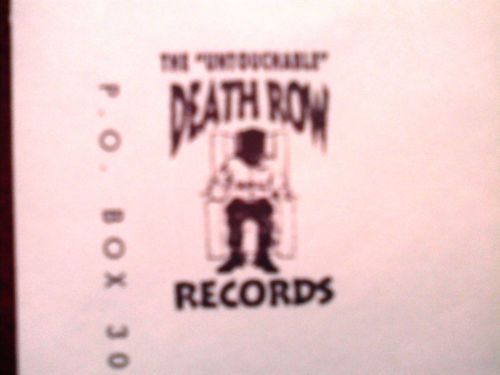 THE "UNTOUCHABLE"
DEATH ROW
RECORDS
P.O. BOX 30